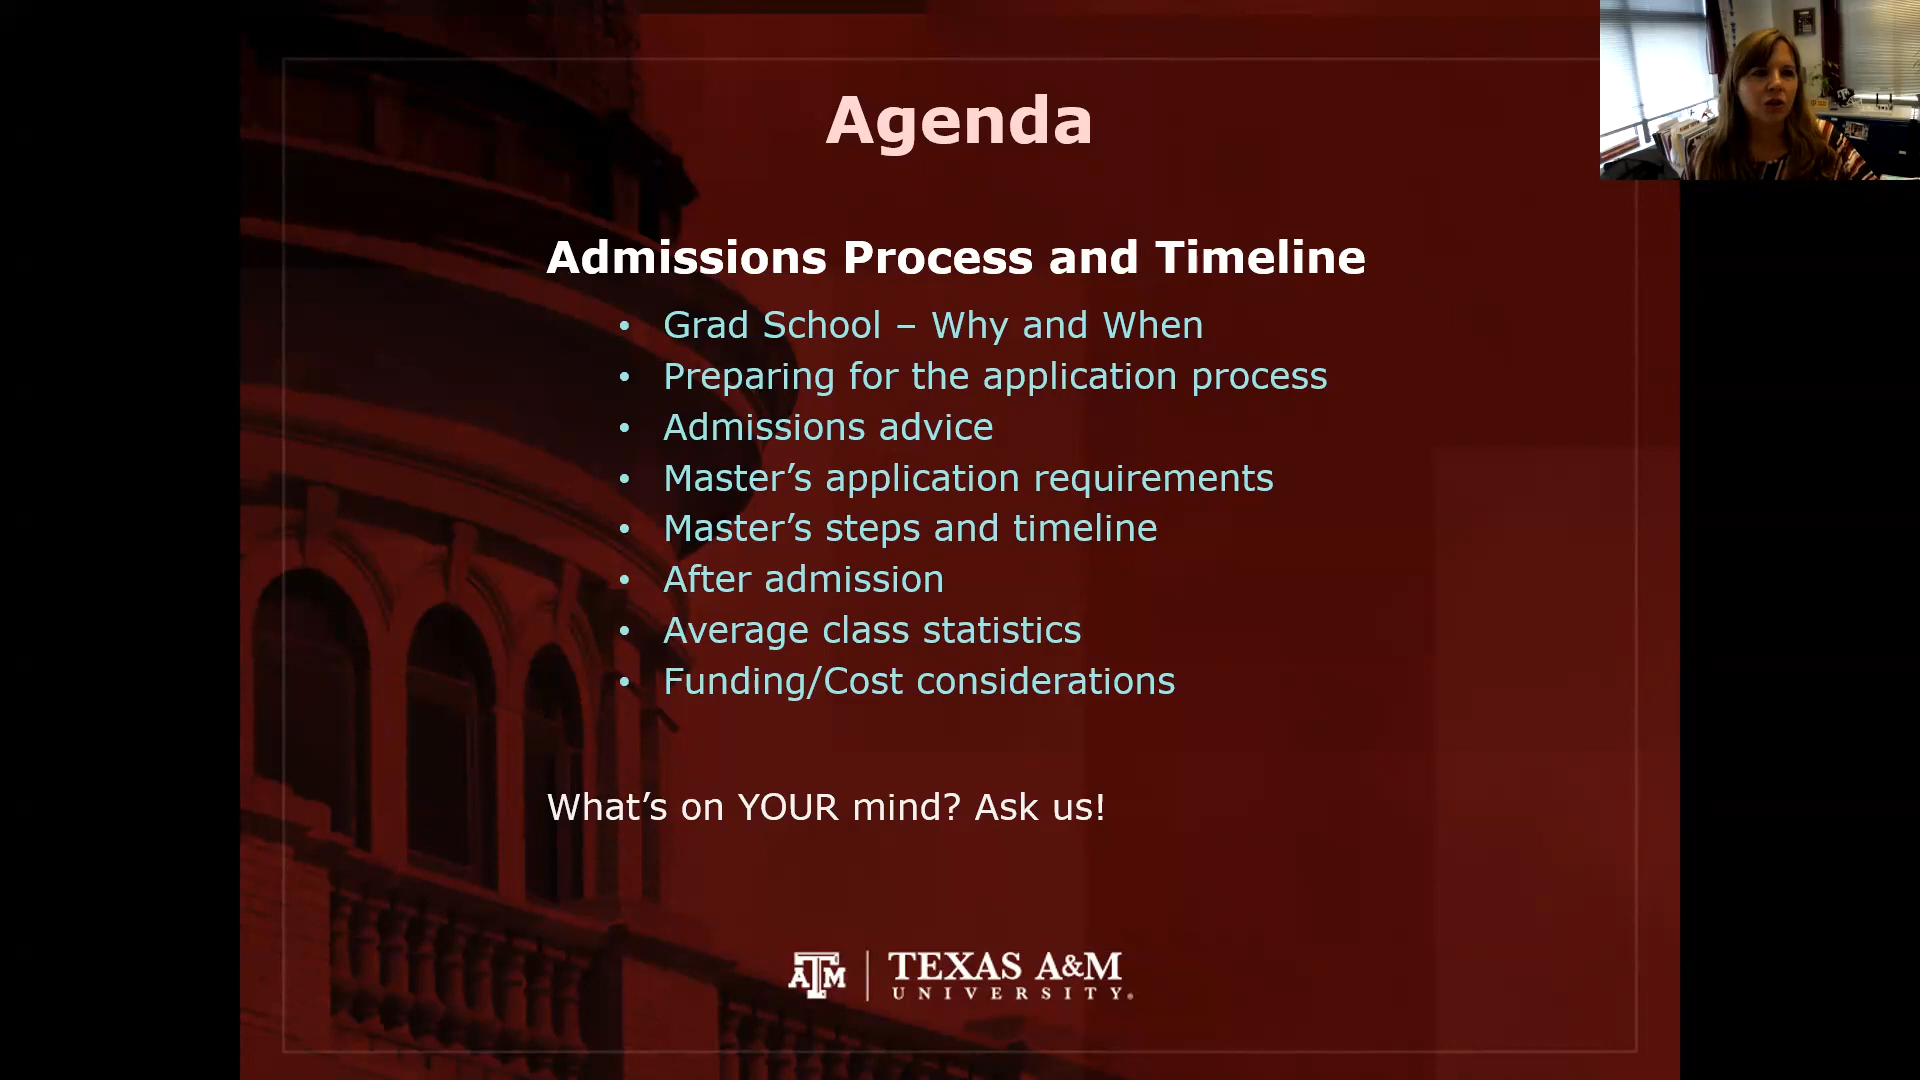 Agenda
Admissions Process and Timeline
• Grad School – Why and When
• Preparing for the application process
• Admissions advice
• Master’s application requirements
• Master’s steps and timeline
• After admission
• Average class statistics
• Funding/Cost considerations
What’s on YOUR mind? Ask us!
ATM | TEXAS A&M
UNIVERSITY®